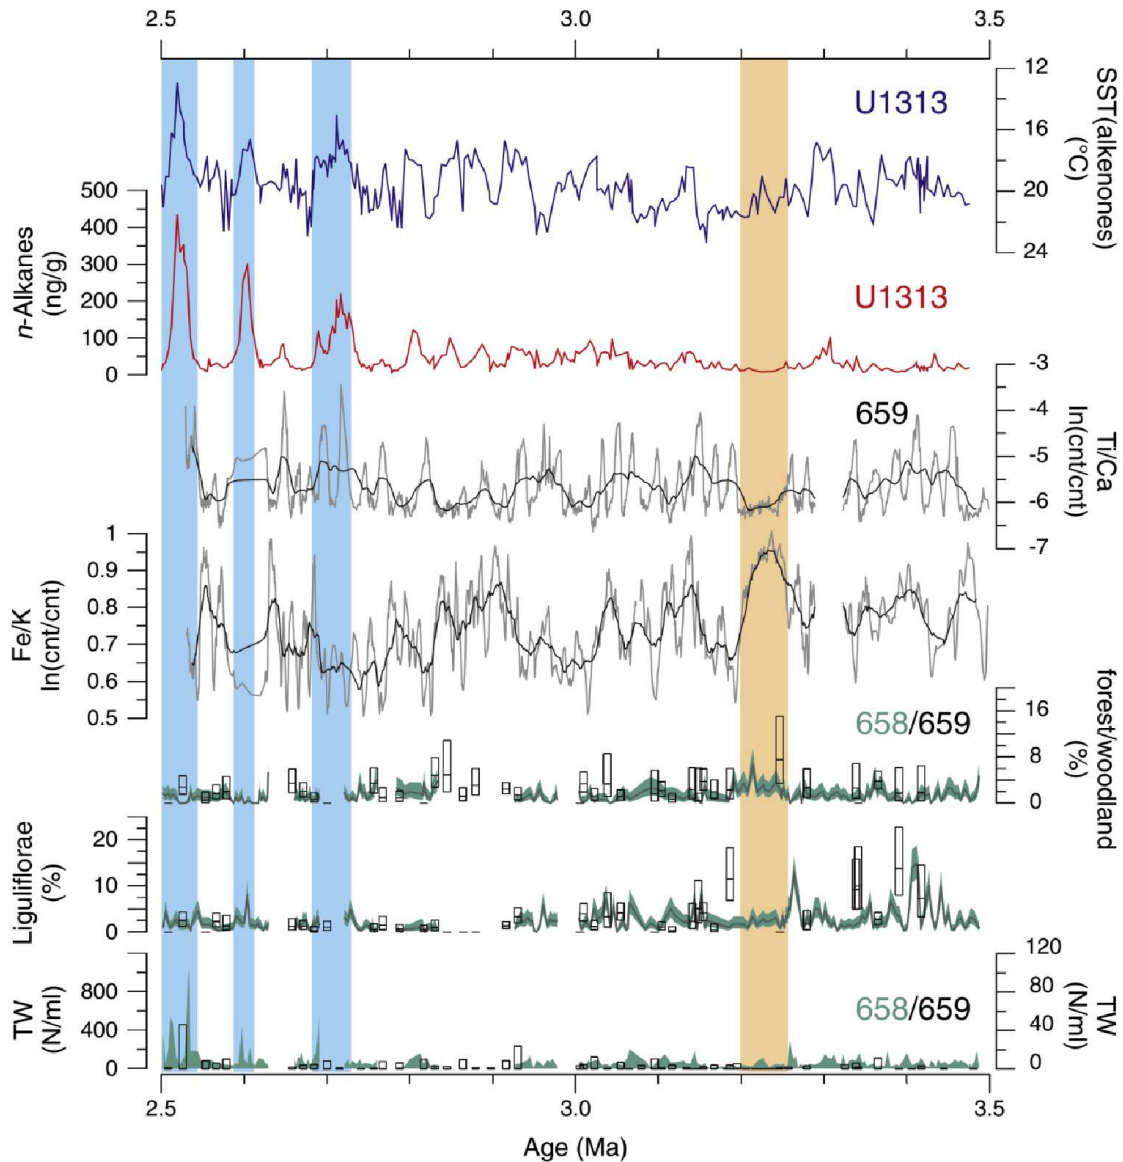 2.5 3.0 3.5
12
16
20
24
SST(alkenones)
(°C)
U1313
500
400
300
200
100
0
n-Alkanes
(ng/g)
U1313
-3
-4
-5
-6
-7
Ti/Ca
ln(cnt/cnt)
659
1
0.9
0.8
0.7
0.6
0.5
Fe/K
ln(cnt/cnt)
16
8
0
forest/woodland
(%)
658/659
20
10
0
Liguliflorae
(%)
800
400
0
TW
(N/ml)
658/659
120
80
40
0
TW
(N/ml)
2.5 3.0 3.5
Age (Ma)